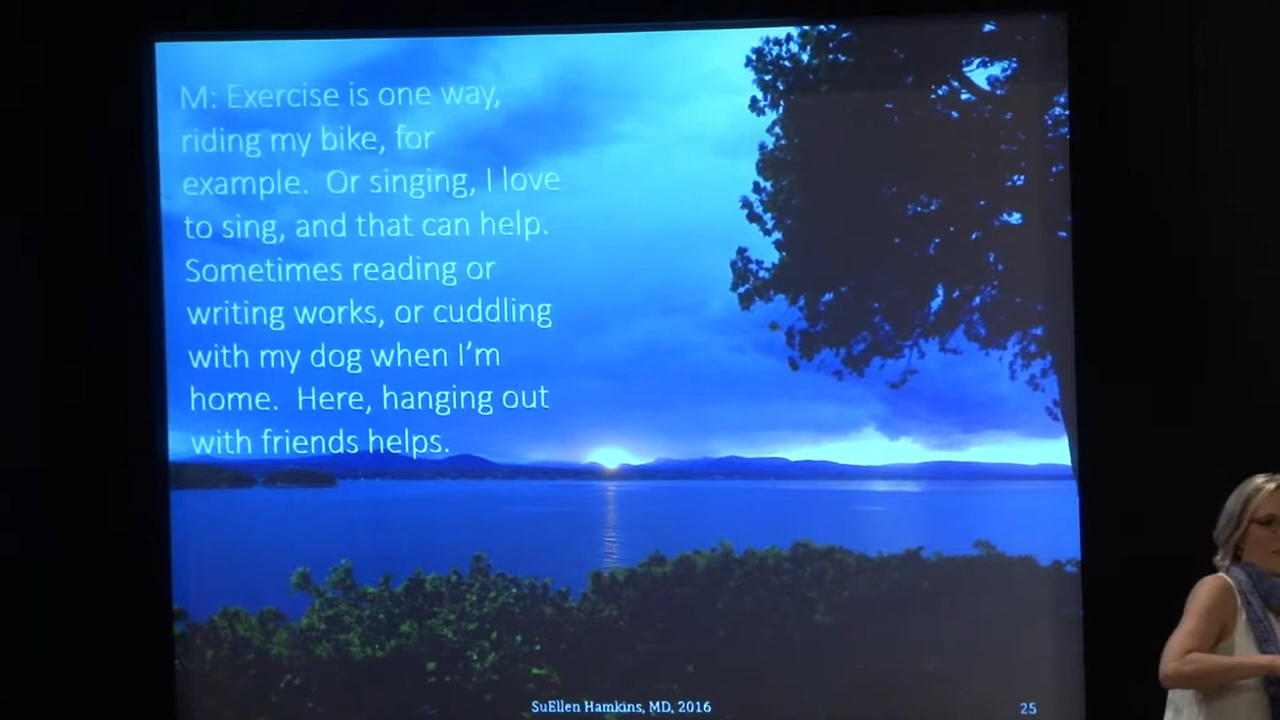 M: Exercise is one way,
riding my bike, for
example.  Or singing, I love
to sing, and that can help.
Sometimes reading or
writing works, or cuddling
with my dog when I'm
home.  Here, hanging out
with friends helps.
SuEllen Hamkins, MD, 2016
25